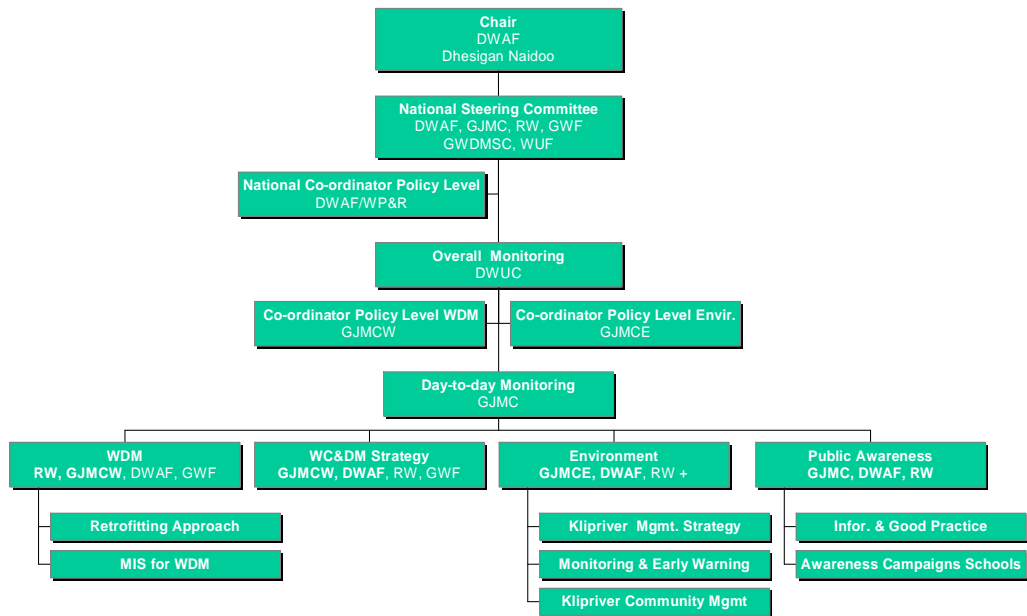 Chair
DWAF
Dhesigan Naidoo
National Steering Committee
DWAF, GJMC, RW, GWF
GWDMSC, WUF
National Co-ordinator Policy Level
DWAF/WP&R
Overall Monitoring
DWUC
Co-ordinator Policy Level WDM
GJMCW
Co-ordinator Policy Level Envir.
GJMCE
Day-to-day Monitoring
GJMC
WDM
RW, GJMCW, DWAF, GWF
Retrofitting Approach
MIS for WDM
WC&DM Strategy
GJMCW, DWAF, RW, GWF
Environment
GJMCE, DWAF, RW +
Klipriver Mgmt. Strategy
Monitoring & Early Warning
Klipriver Community Mgmt
Public Awareness
GJMC, DWAF, RW
Infor. & Good Practice
Awareness Campaigns Schools